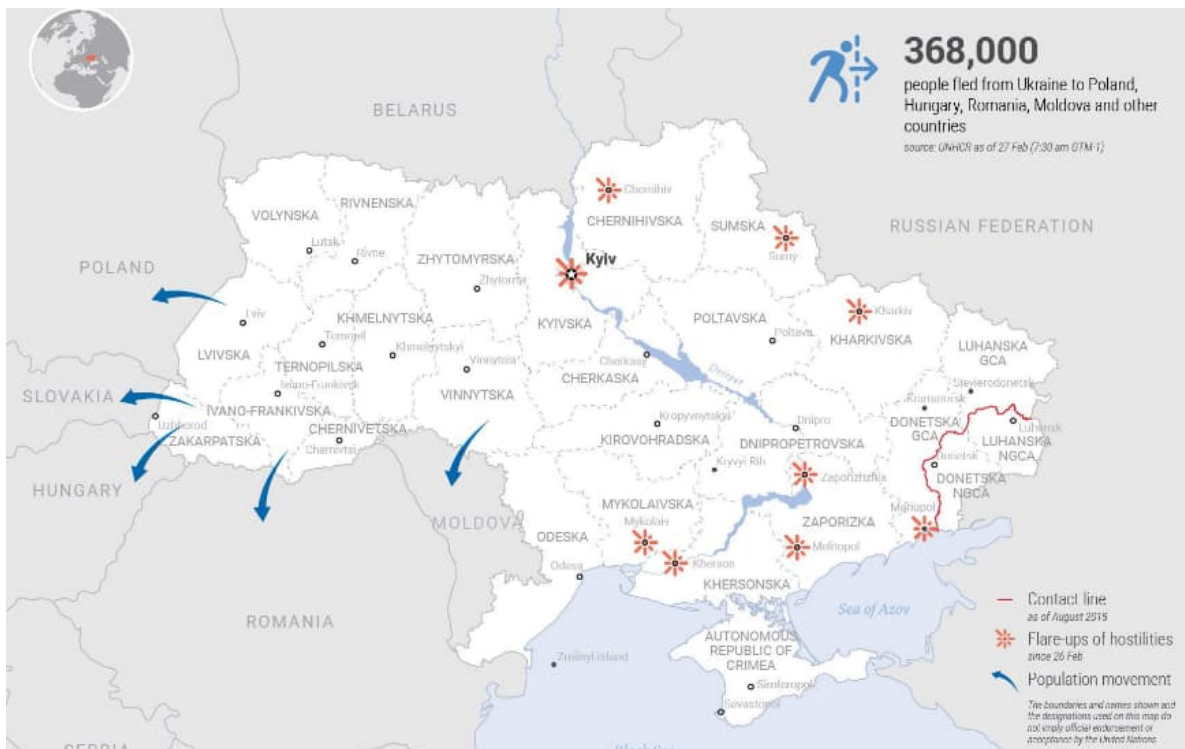 368,000
people fled from Ukraine to Poland,
Hungary, Romania, Moldova and other
countries
source: UNHCR as of 27 Feb (7:30 am GTM-1)
BELARUS
RUSSIAN FEDERATION
POLAND
SLOVAKIA
HUNGARY
MOLDOVA
ROMANIA
SERBIA
VOLYNSKA
Lutsk
RIVNENSKA
Rivne
ZHYTOMYRSKA
Zhytomyr
Kyiv
KYIVSKA
Chernihiv
CHERNIHIVSKA
SUMSKA
Sumy
Lviv
LVIVSKA
Ternopil
TERNOPILSKA
KHMELNYTSKA
Khmelnytskyi
Vinnytsia
VINNYTSKA
Ivano-Frankivsk
IVANO-FRANKIVSKA
Uzhhorod
ZAKARPATSKA
CHERNIVETSKA
Chernivtsi
Cherkasy
CHERKASKA
POLTAVSKA
Poltava
Kharkiv
KHARKIVSKA
LUHANSKA
GCA
Sievierodonetsk
Kramatorsk
DONETSKA
GCA
Luhansk
LUHANSKA
NGCA
Donetsk
DONETSKA
NGCA
Dnipro
DNIPROPETROVSKA
Kropyvnytskyi
KIROVOHRADSKA
Kryvyi Rih
Zaporizhzhia
ZAPORIZKA
MYKOLAIVSKA
Mykolaiv
Kherson
KHERSONSKA
Melitopol
Mariupol
ODESKA
Odesa
Zmiinyi island
AUTONOMOUS
REPUBLIC OF
CRIMEA
Simferopol
Sevastopol
Sea of Azov
Black Sea
Contact line
as of August 2018
Flare-ups of hostilities
since 26 Feb
Population movement
The boundaries and names shown and
the designations used on this map do
not imply official endorsement or
acceptance by the United Nations.